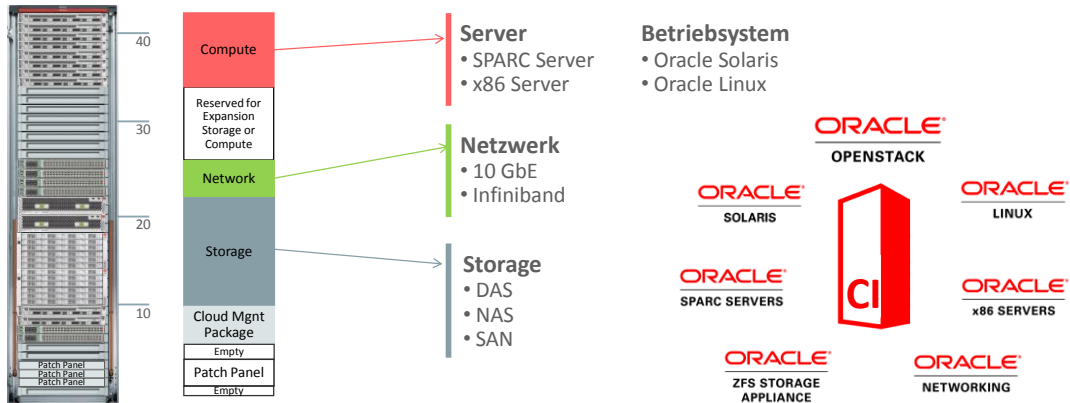 40
30
20
10
Patch Panel
Patch Panel
Patch Panel
Compute
Reserved for
Expansion
Storage or
Compute
Network
Storage
Cloud Mgnt
Package
Empty
Patch Panel
Empty
Server
• SPARC Server
• x86 Server
Netzwerk
• 10 GbE
• Infiniband
Storage
• DAS
• NAS
• SAN
Betriebsystem
• Oracle Solaris
• Oracle Linux
ORACLE®
OPENSTACK
ORACLE®
SOLARIS
ORACLE®
LINUX
CI
ORACLE®
SPARC SERVERS
ORACLE®
x86 SERVERS
ORACLE®
ZFS STORAGE
APPLIANCE
ORACLE®
NETWORKING